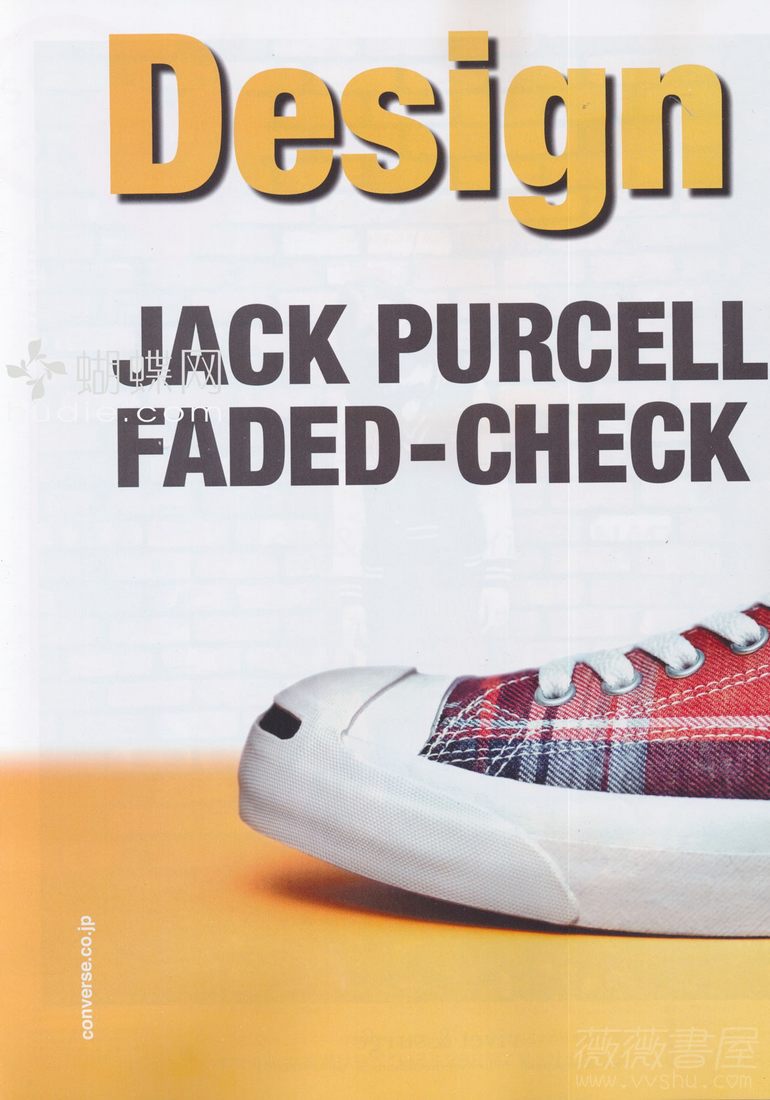 Design
JACK PURCELL
FADED-CHECK
蝴蝶网
hudie.com
converse.co.jp
薇薇書屋
www.vvshu.com